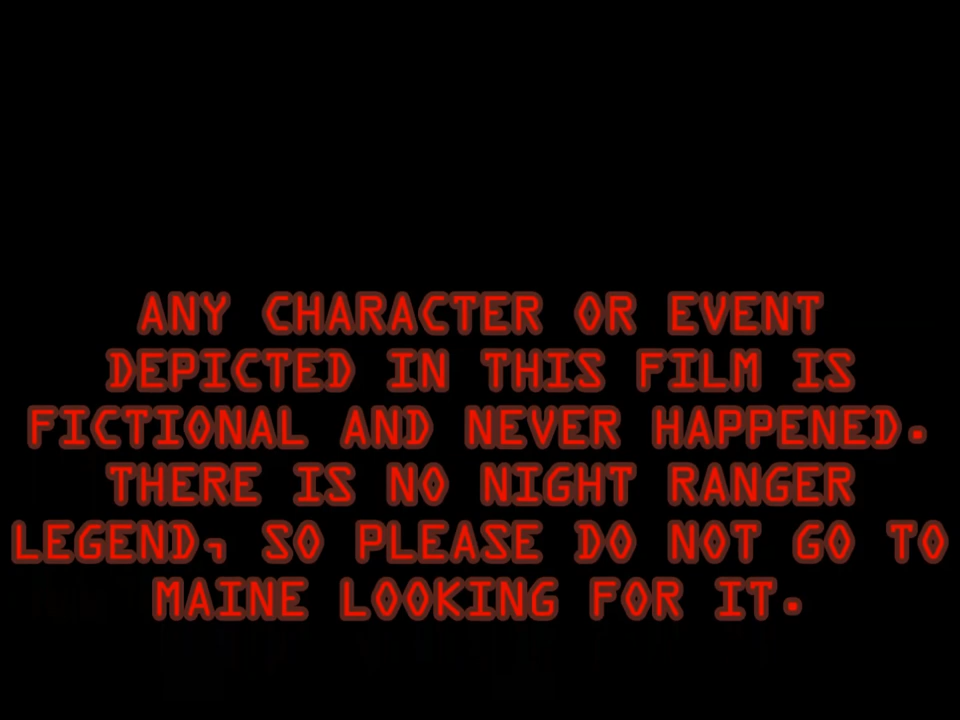 ANY CHARACTER OR EVENT
DEPICTED IN THIS FILM IS
FICTIONAL AND NEVER HAPPENED.
THERE IS NO NIGHT RANGER
LEGEND, SO PLEASE DO NOT GO TO
MAINE LOOKING FOR IT.